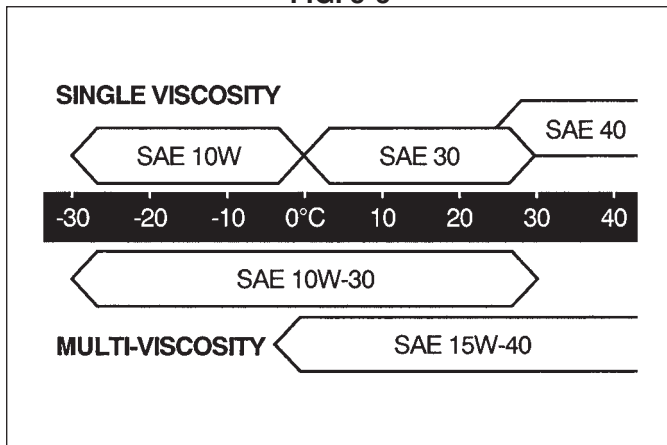 SINGLE VISCOSITY
SAE 40
SAE 10W
SAE 30
-30 -20 -10 0°C 10 20 30 40
SAE 10W-30
MULTI-VISCOSITY
SAE 15W-40